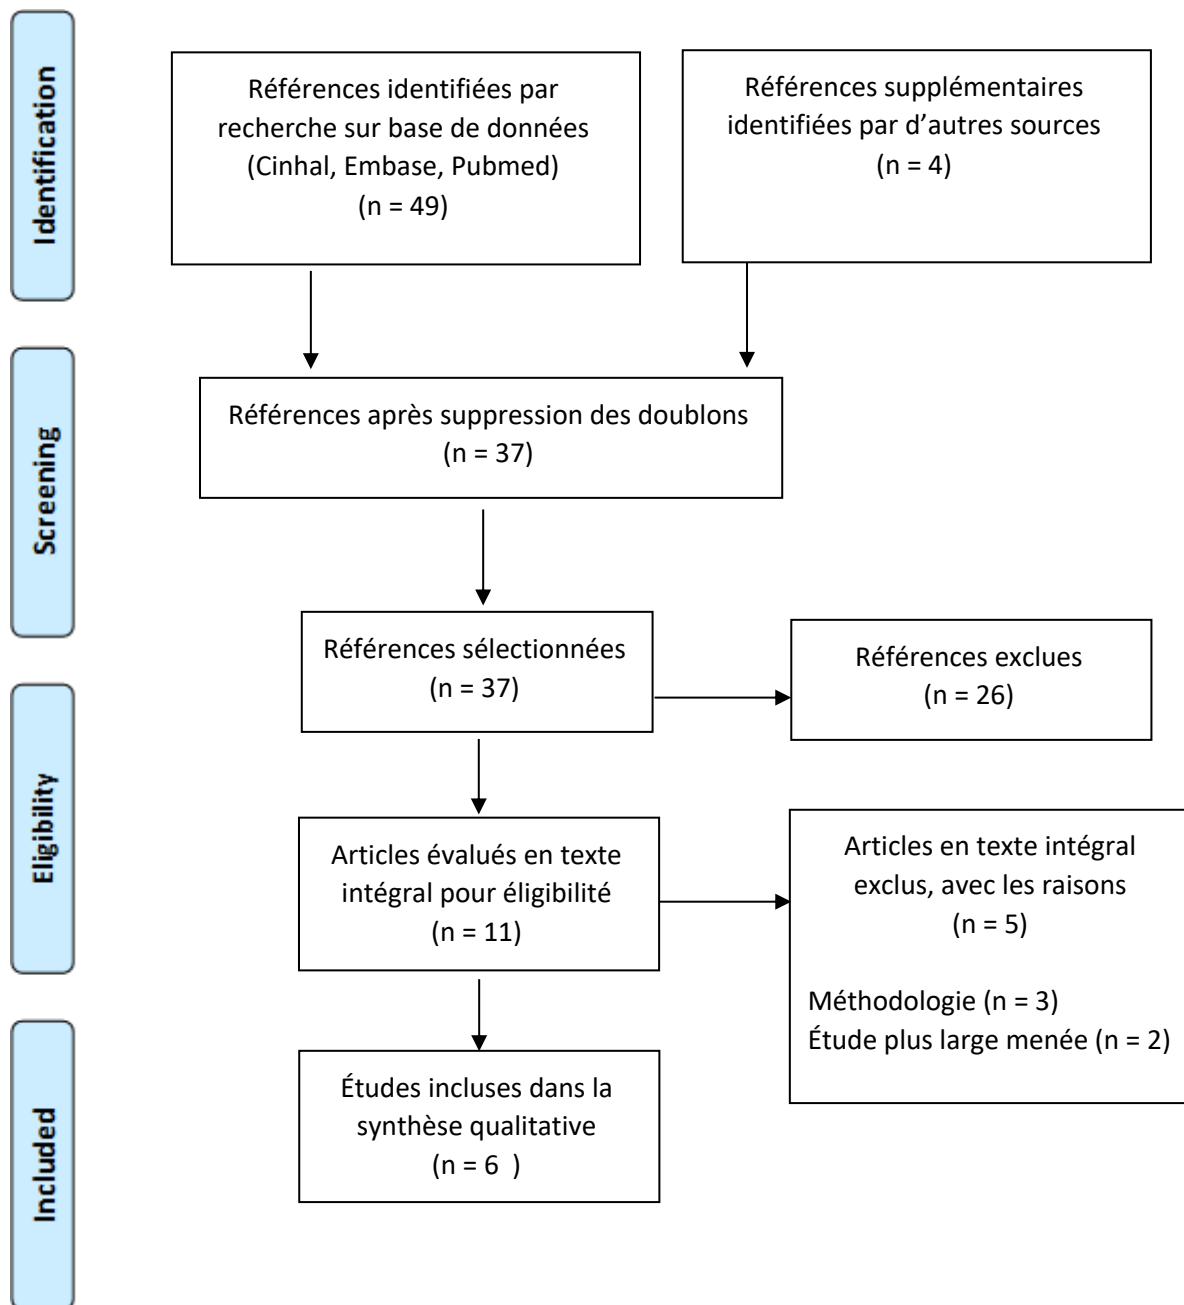 Identification
Références identifiées par
recherche sur base de données
(Cinhal, Embase, Pubmed)
(n = 49)
Références supplémentaires
identifiées par d’autres sources
(n = 4)
Screening
Références après suppression des doublons
(n = 37)
Références sélectionnées
(n = 37)
Références exclues
(n = 26)
Eligibility
Articles évalués en texte
intégral pour éligibilité
(n = 11)
Articles en texte intégral
exclus, avec les raisons
(n = 5)
Méthodologie (n = 3)
Étude plus large menée (n = 2)
Included
Études incluses dans la
synthèse qualitative
(n = 6  )